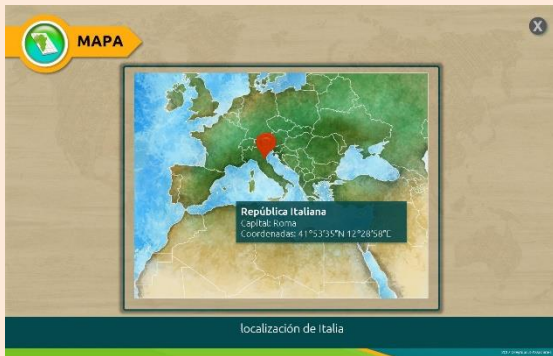 MAPA
X
República Italiana
Capital: Roma
Coordenadas: 41°53'35"N 12°28'58"E
localización de Italia